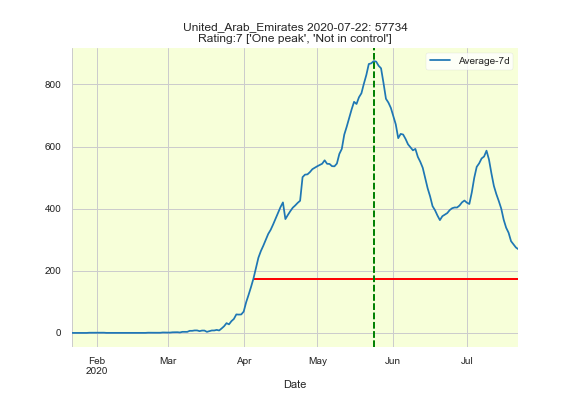 United_Arab_Emirates 2020-07-22: 57734
Rating:7 ['One peak', 'Not in control']
Average-7d
800
600
400
200
0
Feb
2020
Mar
Apr
May
Jun
Jul
Date